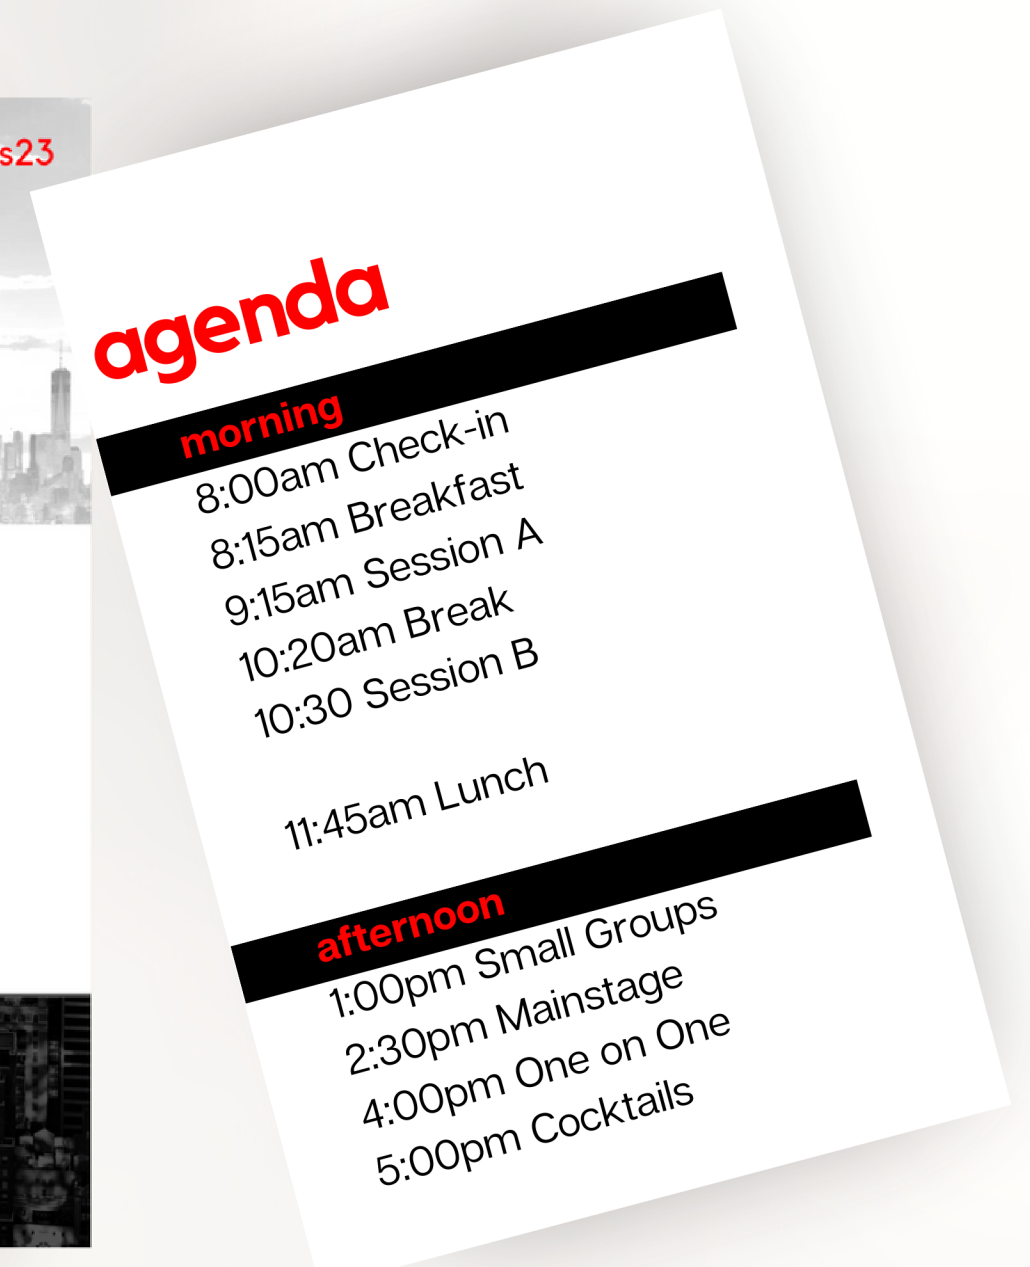 s23
agenda
morning
8:00am Check-in
8:15am Breakfast
9:15am Session A
10:20am Break
10:30 Session B
11:45am Lunch
afternoon
1:00pm Small Groups
2:30pm Mainstage
4:00pm One on One
5:00pm Cocktails